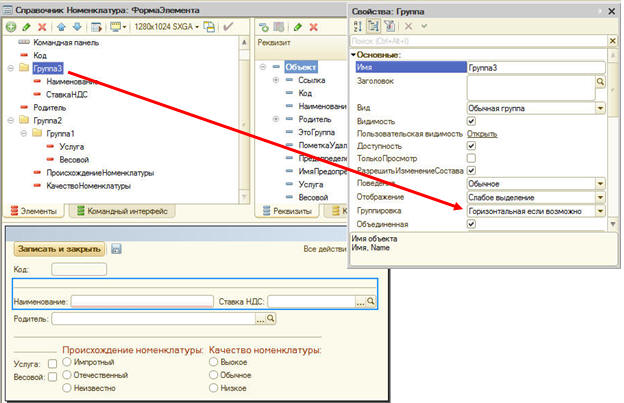 Справочник Номенклатура: ФормаЭлемента
1280x1024 SXGA
Командная панель
Код
Группа3
Наименование
СтавкаНДС
Родитель
Группа2
Группа1
Услуга
Весовой
ПроисхождениеНоменклатуры
КачествоНоменклатуры
Элементы
Командный интерфейс
Реквизит
Объект
Ссылка
Код
Наименовани
Родитель
ЭтоГруппа
ПометкаУдал
Предопределе
ИмяПредопре
Услуга
Весовой
Реквизиты
К
Свойства: Группа
Поиск (Ctrl+Alt+I)
Основные:
Имя
Группа3
Заголовок
Вид
Обычная группа
Видимость
Пользовательская видимость Открыть
Доступность
ТолькоПросмотр
РазрешитьИзменениеСостава
Поведение
Обычное
Отображение
Слабое выделение
Группировка
Горизонтальная если возможно
Объединенная
Имя объекта
Имя, Name
Записать и закрыть
Все действи
Код:
Наименование:
Ставка НДС:
Родитель:
Происхождение номенклатуры:
Качество номенклатуры:
Услуга:
Импротный
Выокое
Весовой:
Отечественный
Обычное
Неизвестно
Низкое